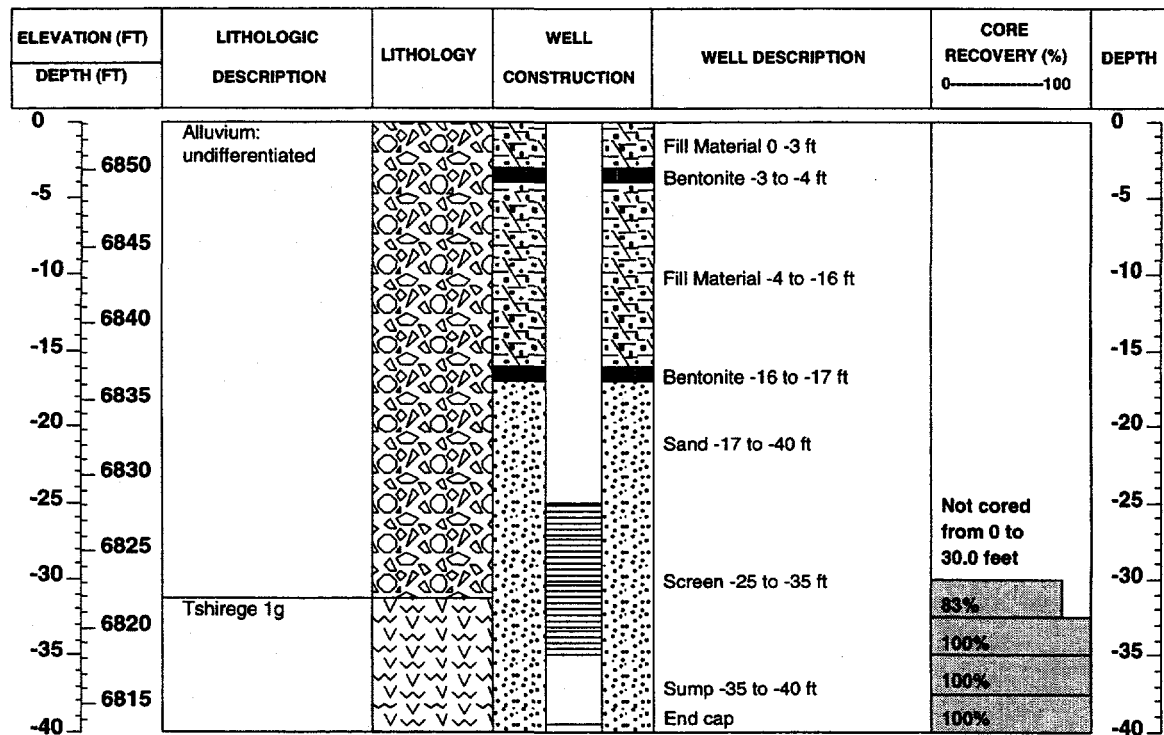 ELEVATION (FT)
DEPTH (FT)
LITHOLOGIC
DESCRIPTION
LITHOLOGY
WELL
CONSTRUCTION
WELL DESCRIPTION
CORE
RECOVERY (%)
0-----------------100
DEPTH
0
-5
-10
-15
-20
-25
-30
-35
-40
6850
6845
6840
6835
6830
6825
6820
6815
Alluvium:
undifferentiated
Tshirege 1g
Fill Material 0 -3 ft
Bentonite -3 to -4 ft
Fill Material -4 to -16 ft
Bentonite -16 to -17 ft
Sand -17 to -40 ft
Screen -25 to -35 ft
Sump -35 to -40 ft
End cap
Not cored
from 0 to
30.0 feet
83%
100%
100%
100%
0
-5
-10
-15
-20
-25
-30
-35
-40